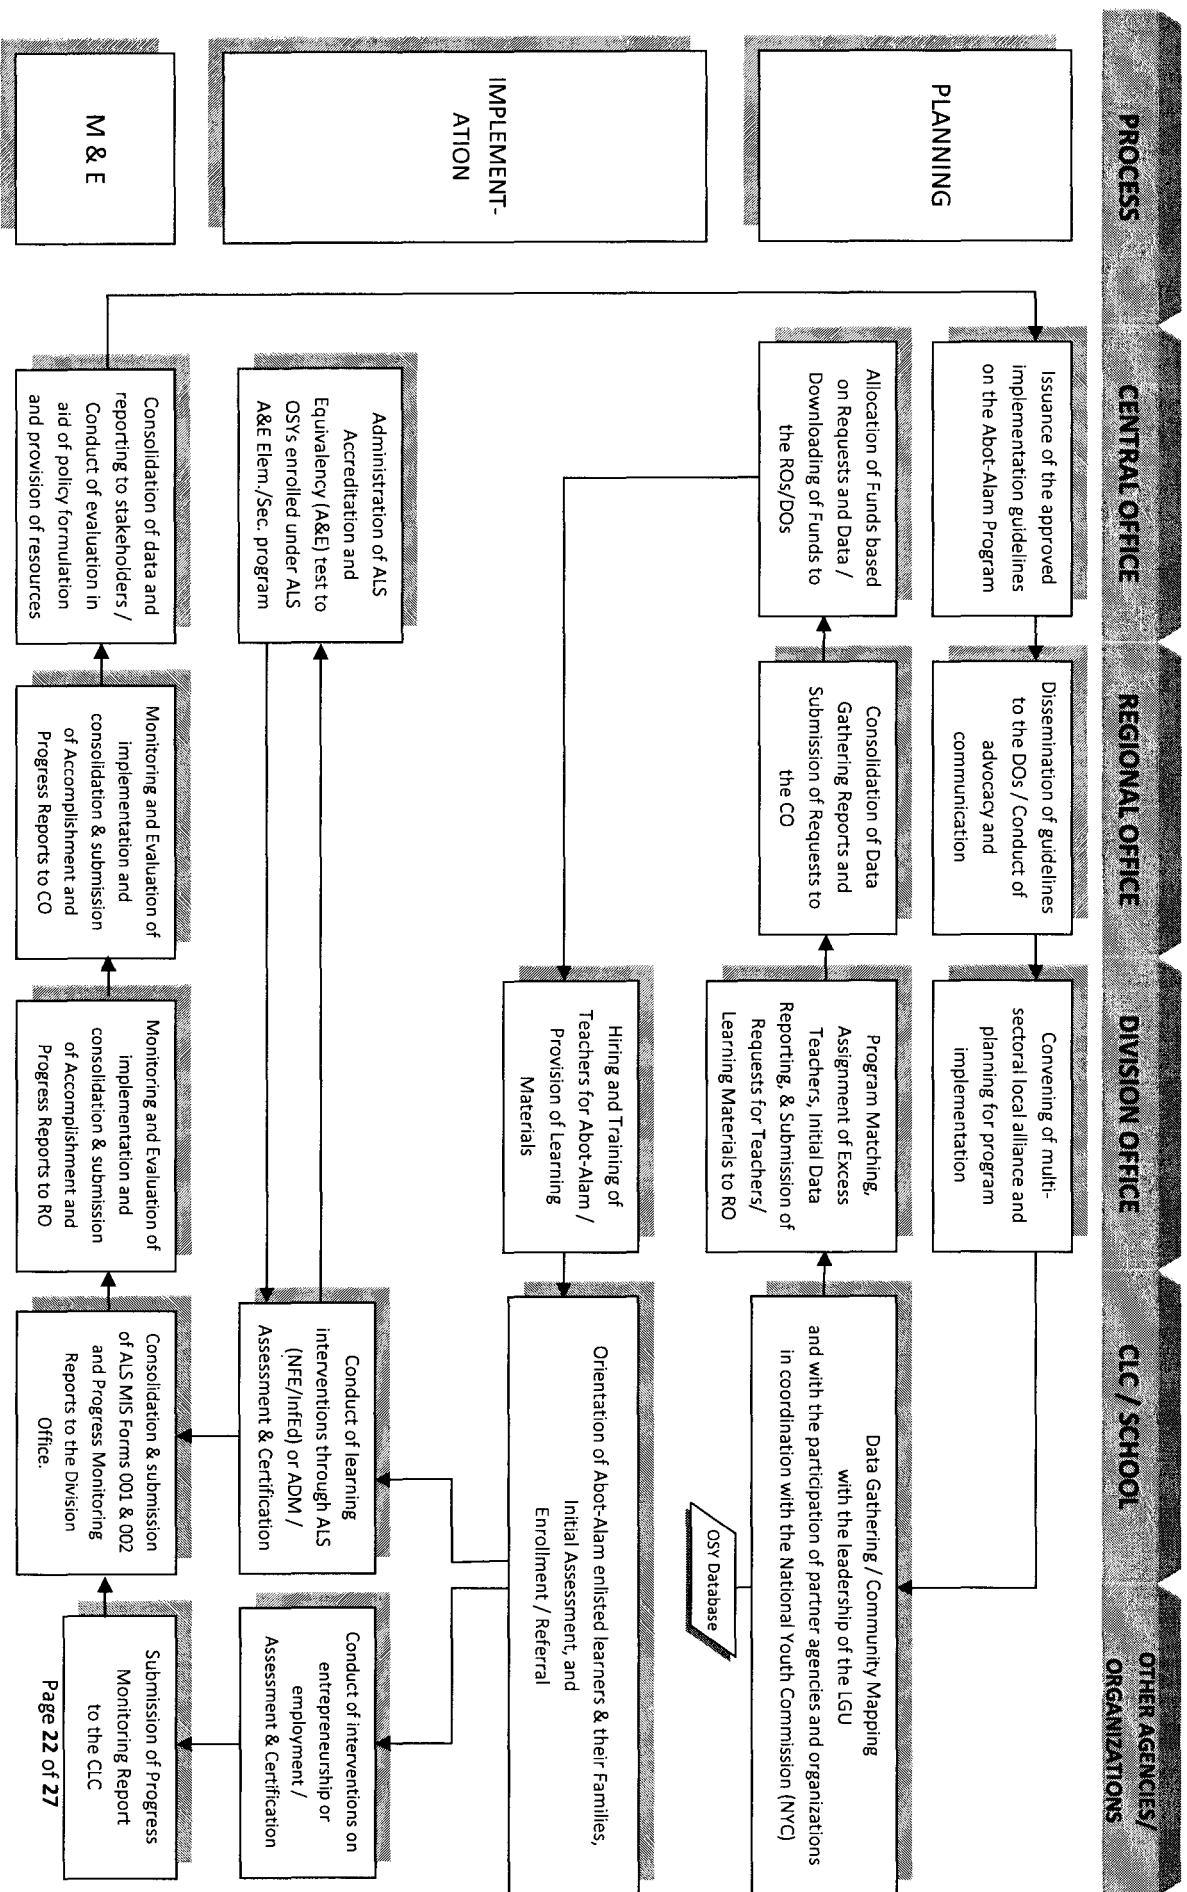 PROCESS
CENTRAL OFFICE
REGIONAL OFFICE
DIVISION OFFICE
CLC / SCHOOL
OTHER AGENCIES/
ORGANIZATIONS
PLANNING
Issuance of the approved
implementation guidelines
on the Abot-Alam Program
Dissemination of guidelines
to the DOs / Conduct of
advocacy and
communication
Convening of multi-
sectoral local alliance and
planning for program
implementation
Data Gathering / Community Mapping
with the leadership of the LGU
and with the participation of partner agencies and organizations
in coordination with the National Youth Commission (NYC)
Allocation of Funds based
on Requests and Data /
Downloading of Funds to
the ROs/DOs
Consolidation of Data
Gathering Reports and
Submission of Requests to
the CO
Program Matching,
Assignment of Excess
Teachers, Initial Data
Reporting, & Submission of
Requests for Teachers/
Learning Materials to RO
OSY Database
IMPLEMENT-
ATION
Hiring and Training of
Teachers for Abot-Alam /
Provision of Learning
Materials
Orientation of Abot-Alam enlisted learners & their Families,
Initial Assessment, and
Enrollment / Referral
Administration of ALS
Accreditation and
Equivalency (A&E) test to
OSYs enrolled under ALS
A&E Elem./Sec. program
Conduct of learning
interventions through ALS
(NFE/InfEd) or ADM /
Assessment & Certification
Conduct of interventions on
entrepreneurship or
employment /
Assessment & Certification
M & E
Consolidation of data and
reporting to stakeholders /
Conduct of evaluation in
aid of policy formulation
and provision of resources
Monitoring and Evaluation of
implementation and
consolidation & submission
of Accomplishment and
Progress Reports to CO
Monitoring and Evaluation of
implementation and
consolidation & submission
of Accomplishment and
Progress Reports to RO
Consolidation & submission
of ALS MIS Forms 001 & 002
and Progress Monitoring
Reports to the Division
Office.
Submission of Progress
Monitoring Report
to the CLC
Page 22 of 27